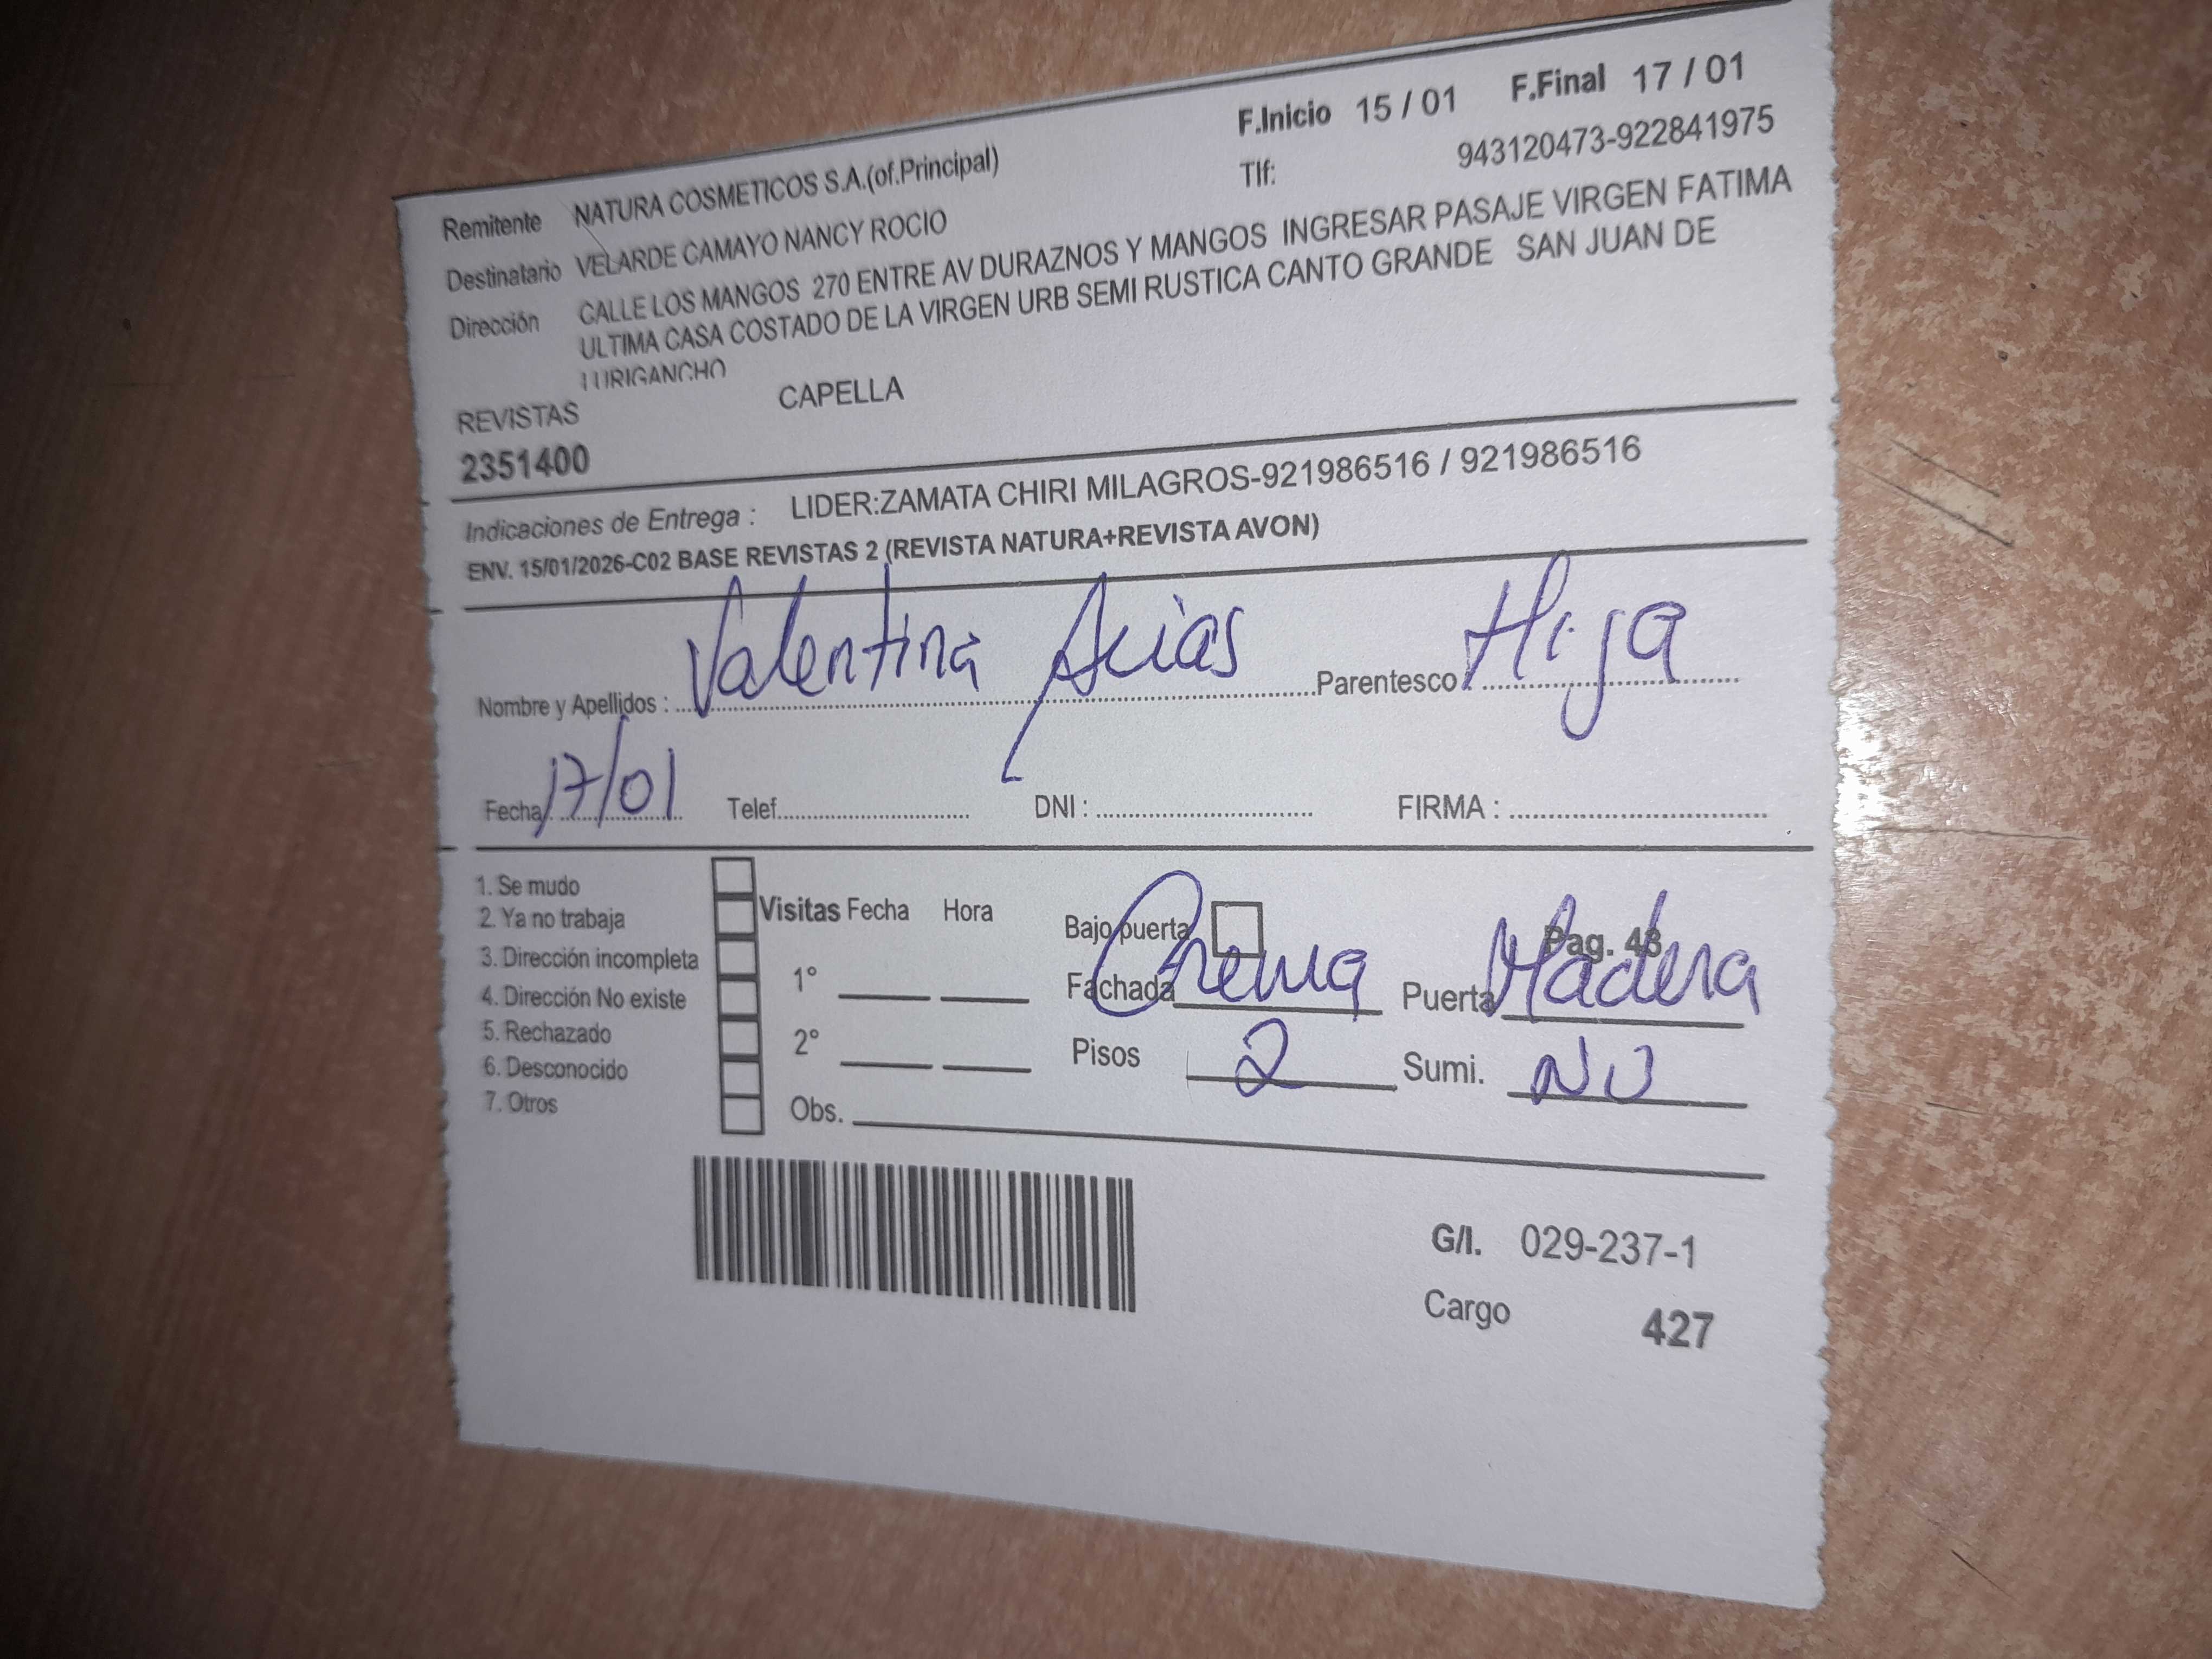 F.Inicio 15 / 01 F.Final 17 / 01
Remitente NATURA COSMETICOS S.A.(of.Principal) Tlf: 943120473-922841975
Destinatario VELARDE CAMAYO NANCY ROCIO
Dirección CALLE LOS MANGOS 270 ENTRE AV DURAZNOS Y MANGOS INGRESAR PASAJE VIRGEN FATIMA
ULTIMA CASA COSTADO DE LA VIRGEN URB SEMI RUSTICA CANTO GRANDE SAN JUAN DE
LURIGANCHO
REVISTAS CAPELLA
2351400
Indicaciones de Entrega : LIDER:ZAMATA CHIRI MILAGROS-921986516 / 921986516
ENV. 15/01/2026-C02 BASE REVISTAS 2 (REVISTA NATURA+REVISTA AVON)
Nombre y Apellidos : Valentina Arias Parentesco : Hija
Fecha 17/01 Telef. DNI : FIRMA :
1. Se mudo
2. Ya no trabaja
3. Dirección incompleta
4. Dirección No existe
5. Rechazado
6. Desconocido
7. Otros
Visitas Fecha Hora
1°
2°
Obs.
Bajo puerta Pag. 43
Fachada Crema Puerta Madera
Pisos 2 Sumi. NO
G/I. 029-237-1
Cargo 427